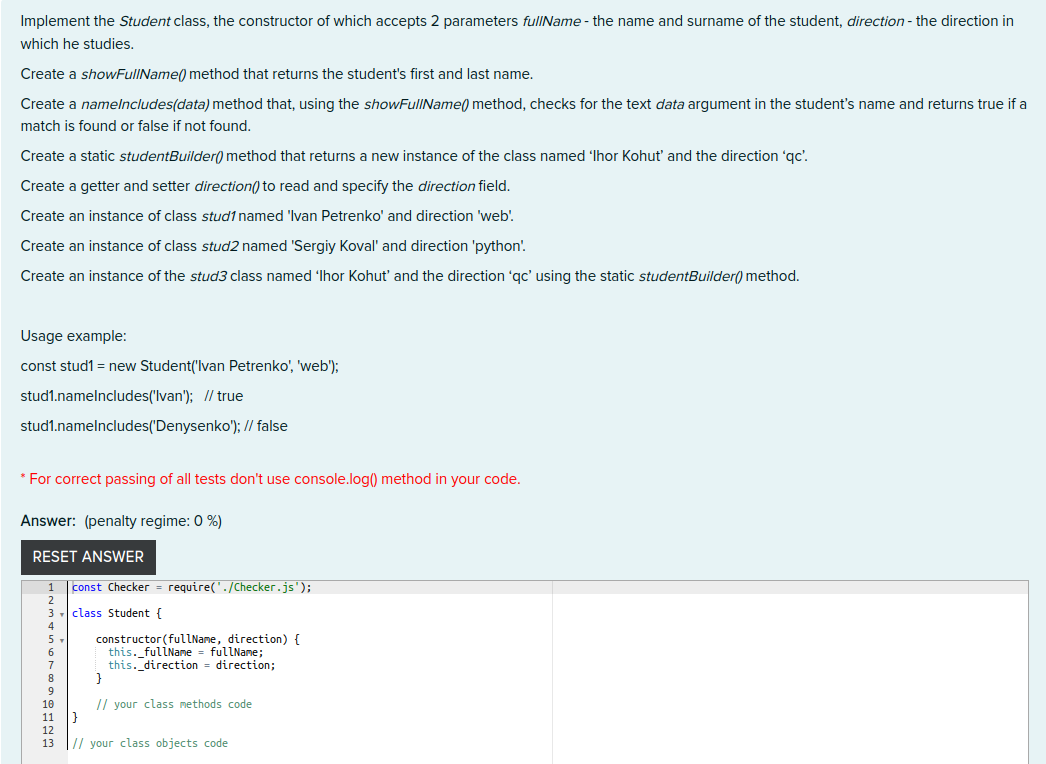 Implement the Student class, the constructor of which accepts 2 parameters fullName - the name and surname of the student, direction - the direction in
which he studies.
Create a showFullName() method that returns the student's first and last name.
Create a nameIncludes(data) method that, using the showFullName() method, checks for the text data argument in the student's name and returns true if a
match is found or false if not found.
Create a static studentBuilder() method that returns a new instance of the class named ‘Ihor Kohut’ and the direction ‘qc’.
Create a getter and setter direction() to read and specify the direction field.
Create an instance of class stud1 named 'Ivan Petrenko' and direction 'web'.
Create an instance of class stud2 named 'Sergiy Koval' and direction 'python'.
Create an instance of the stud3 class named ‘Ihor Kohut’ and the direction ‘qc’ using the static studentBuilder() method.
Usage example:
const stud1 = new Student('Ivan Petrenko', 'web');
stud1.nameIncludes('Ivan');   // true
stud1.nameIncludes('Denysenko'); // false
* For correct passing of all tests don't use console.log() method in your code.
Answer:  (penalty regime: 0 %)
RESET ANSWER
1 const Checker = require('./Checker.js');
2
3 class Student {
4
5     constructor(fullName, direction) {
6       this._fullName = fullName;
7       this._direction = direction;
8     }
9
10     // your class methods code
11 }
12
13 // your class objects code